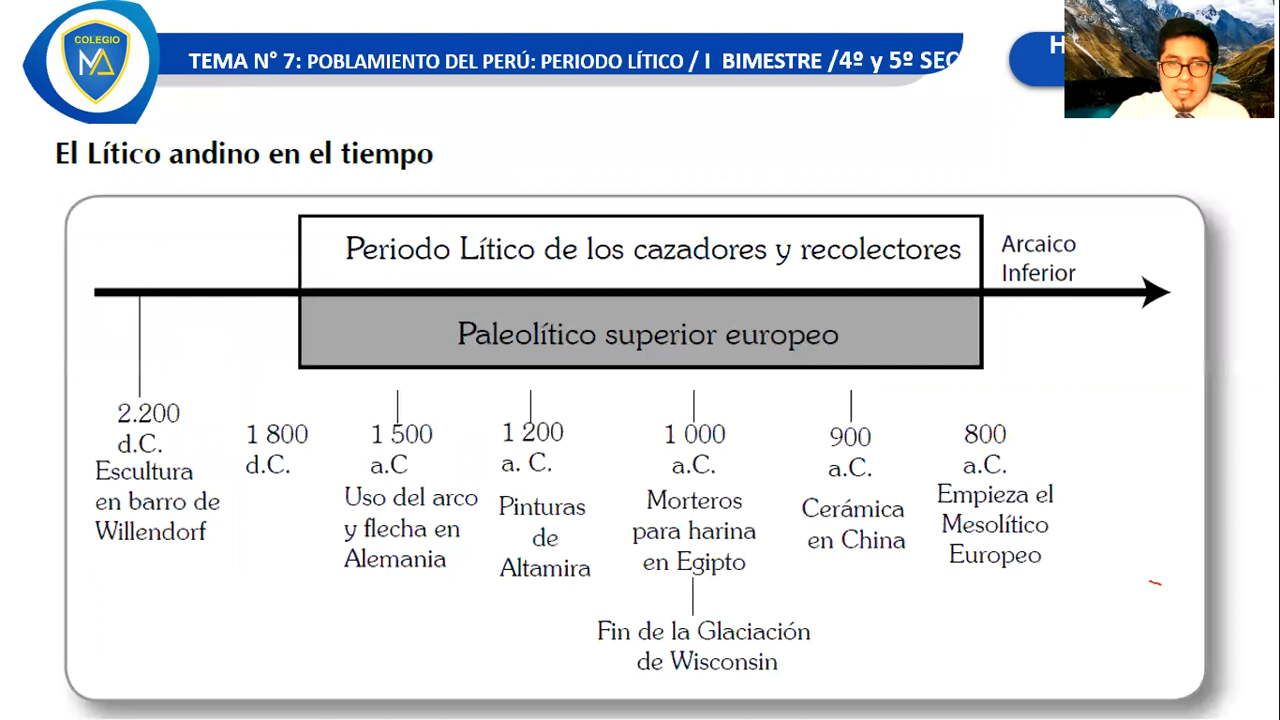 COLEGIO
MA
TEMA N° 7: POBLAMIENTO DEL PERÚ: PERIODO LÍTICO / I BIMESTRE /4º y 5º SEC
H
El Lítico andino en el tiempo
Periodo Lítico de los cazadores y recolectores
Arcaico
Inferior
Paleolítico superior europeo
2.200
d.C.
Escultura
en barro de
Willendorf
1 800
d.C.
1 500
a.C
Uso del arco
y flecha en
Alemania
1 200
a. C.
Pinturas
de
Altamira
1 000
a.C.
Morteros
para harina
en Egipto
Fin de la Glaciación
de Wisconsin
900
a.C.
Cerámica
en China
800
a.C.
Empieza el
Mesolítico
Europeo